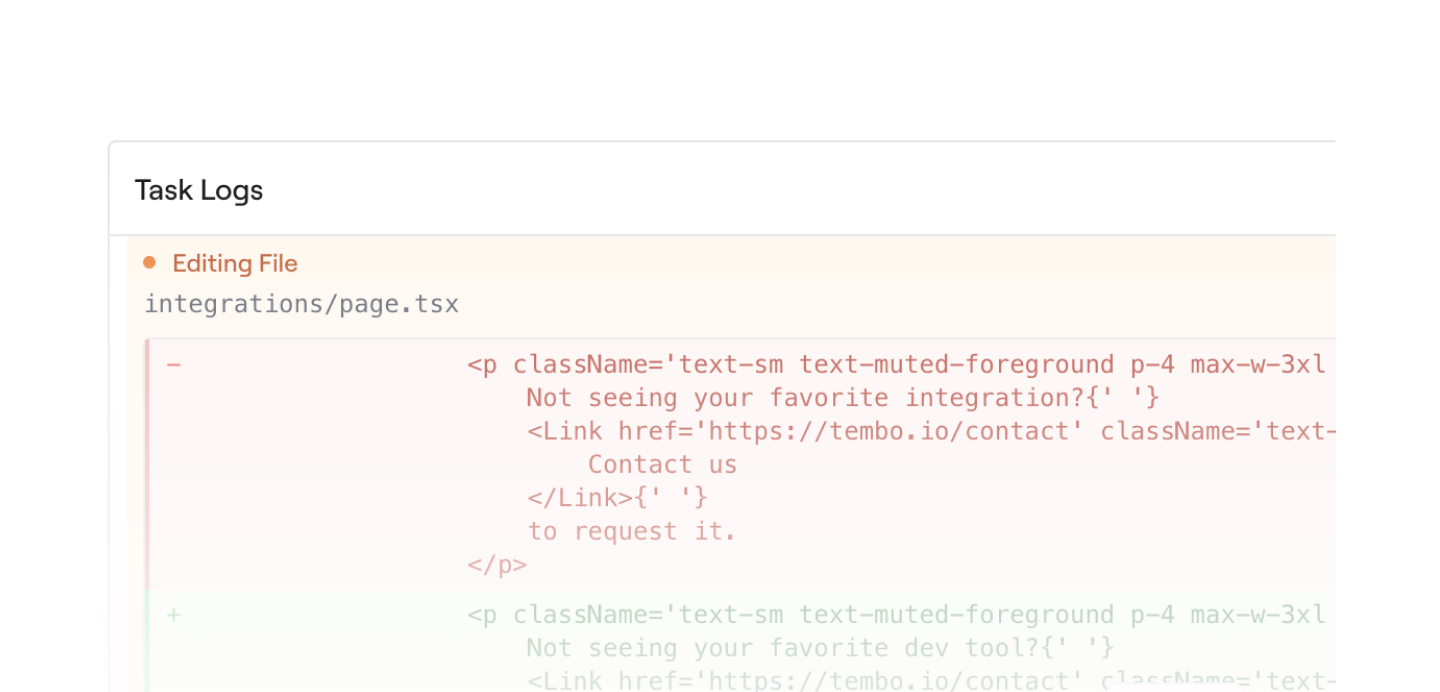 Task Logs
Editing File
integrations/page.tsx
− <p className='text-sm text-muted-foreground p-4 max-w-3xl
Not seeing your favorite integration?{' '}
<Link href='https://tembo.io/contact' className='text-
Contact us
</Link>{' '}
to request it.
</p>
+ <p className='text-sm text-muted-foreground p-4 max-w-3xl
Not seeing your favorite dev tool?{' '}
<Link href='https://tembo.io/contact' className='text-